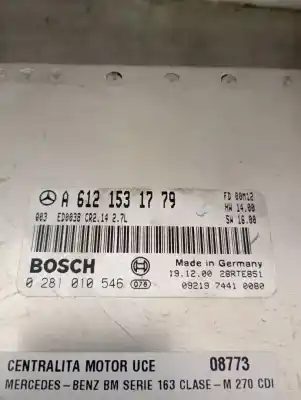 A 612 153 17 79
FD 00M12
HW 14.00
SW 16.00
003 ED003B CR2.14 2.7L
BOSCH
Made in Germany
19.12.00 28RTE851
0 281 010 546 078
09219 7441 0080
CENTRALITA MOTOR UCE 08773
MERCEDES-BENZ BM SERIE 163 CLASE-M 270 CDI